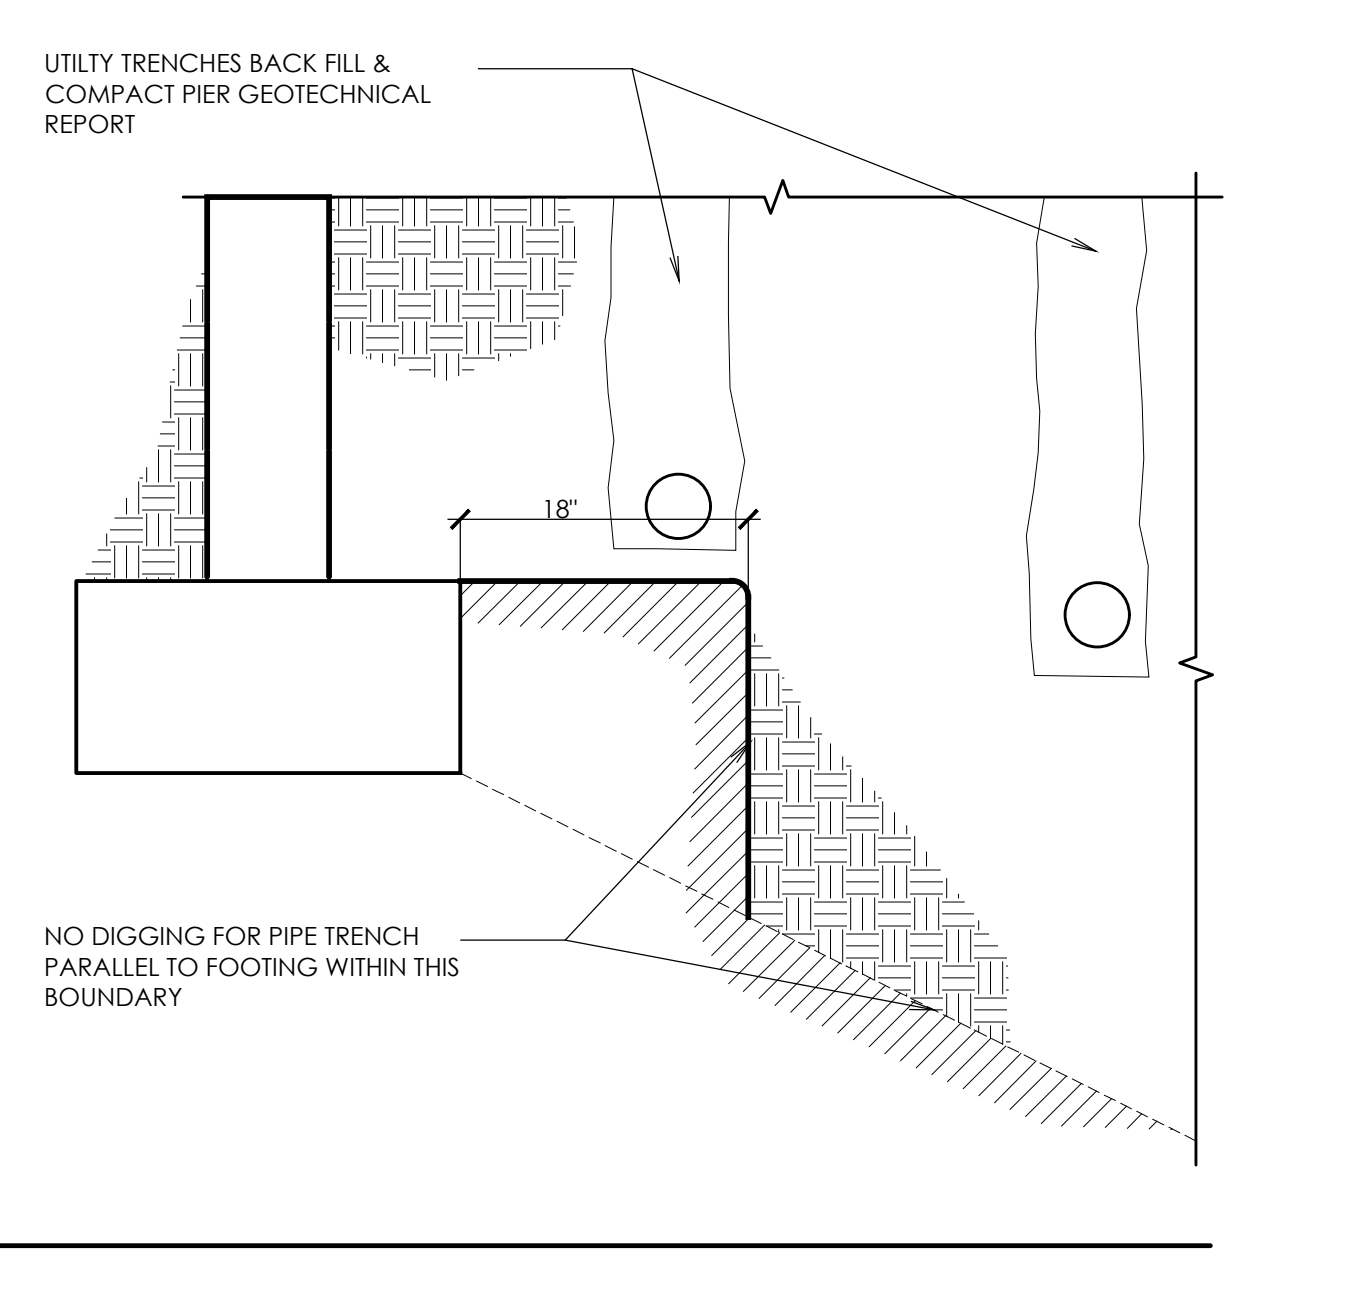 UTILTY TRENCHES BACK FILL &
COMPACT PIER GEOTECHNICAL
REPORT
18"
NO DIGGING FOR PIPE TRENCH
PARALLEL TO FOOTING WITHIN THIS
BOUNDARY